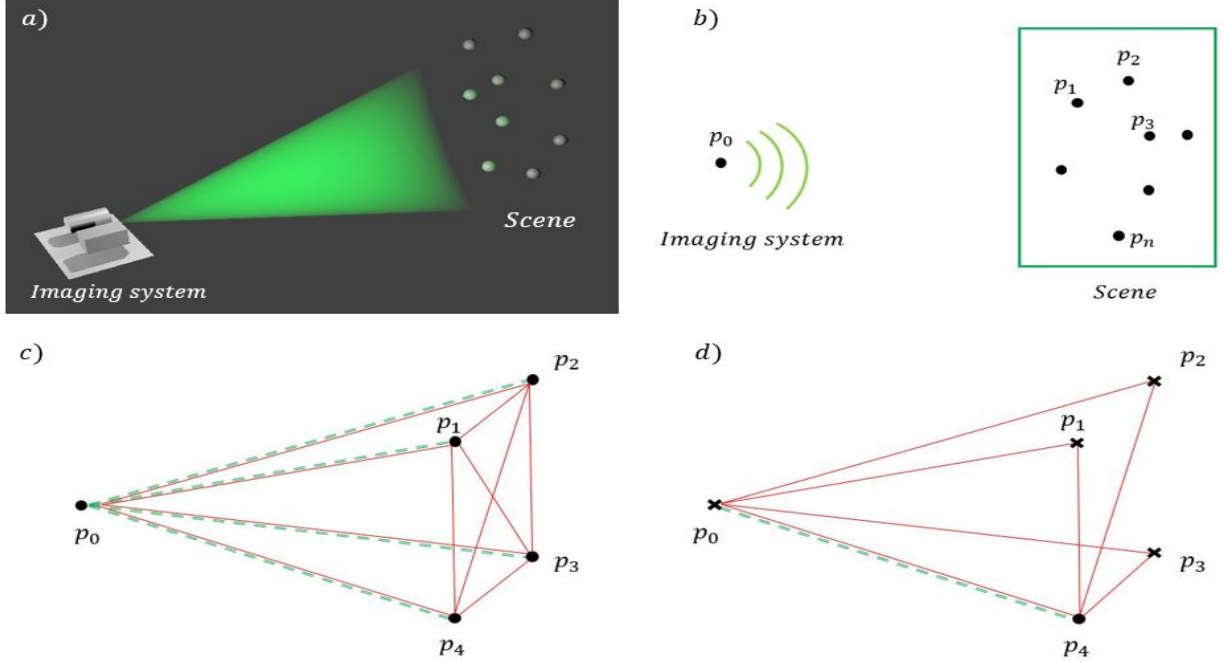 a)
Scene
Imaging system
b)
p₀
Imaging system
p₁
p₂
p₃
pₙ
Scene
c)
p₀
p₁
p₂
p₃
p₄
d)
p₀
p₁
p₂
p₃
p₄